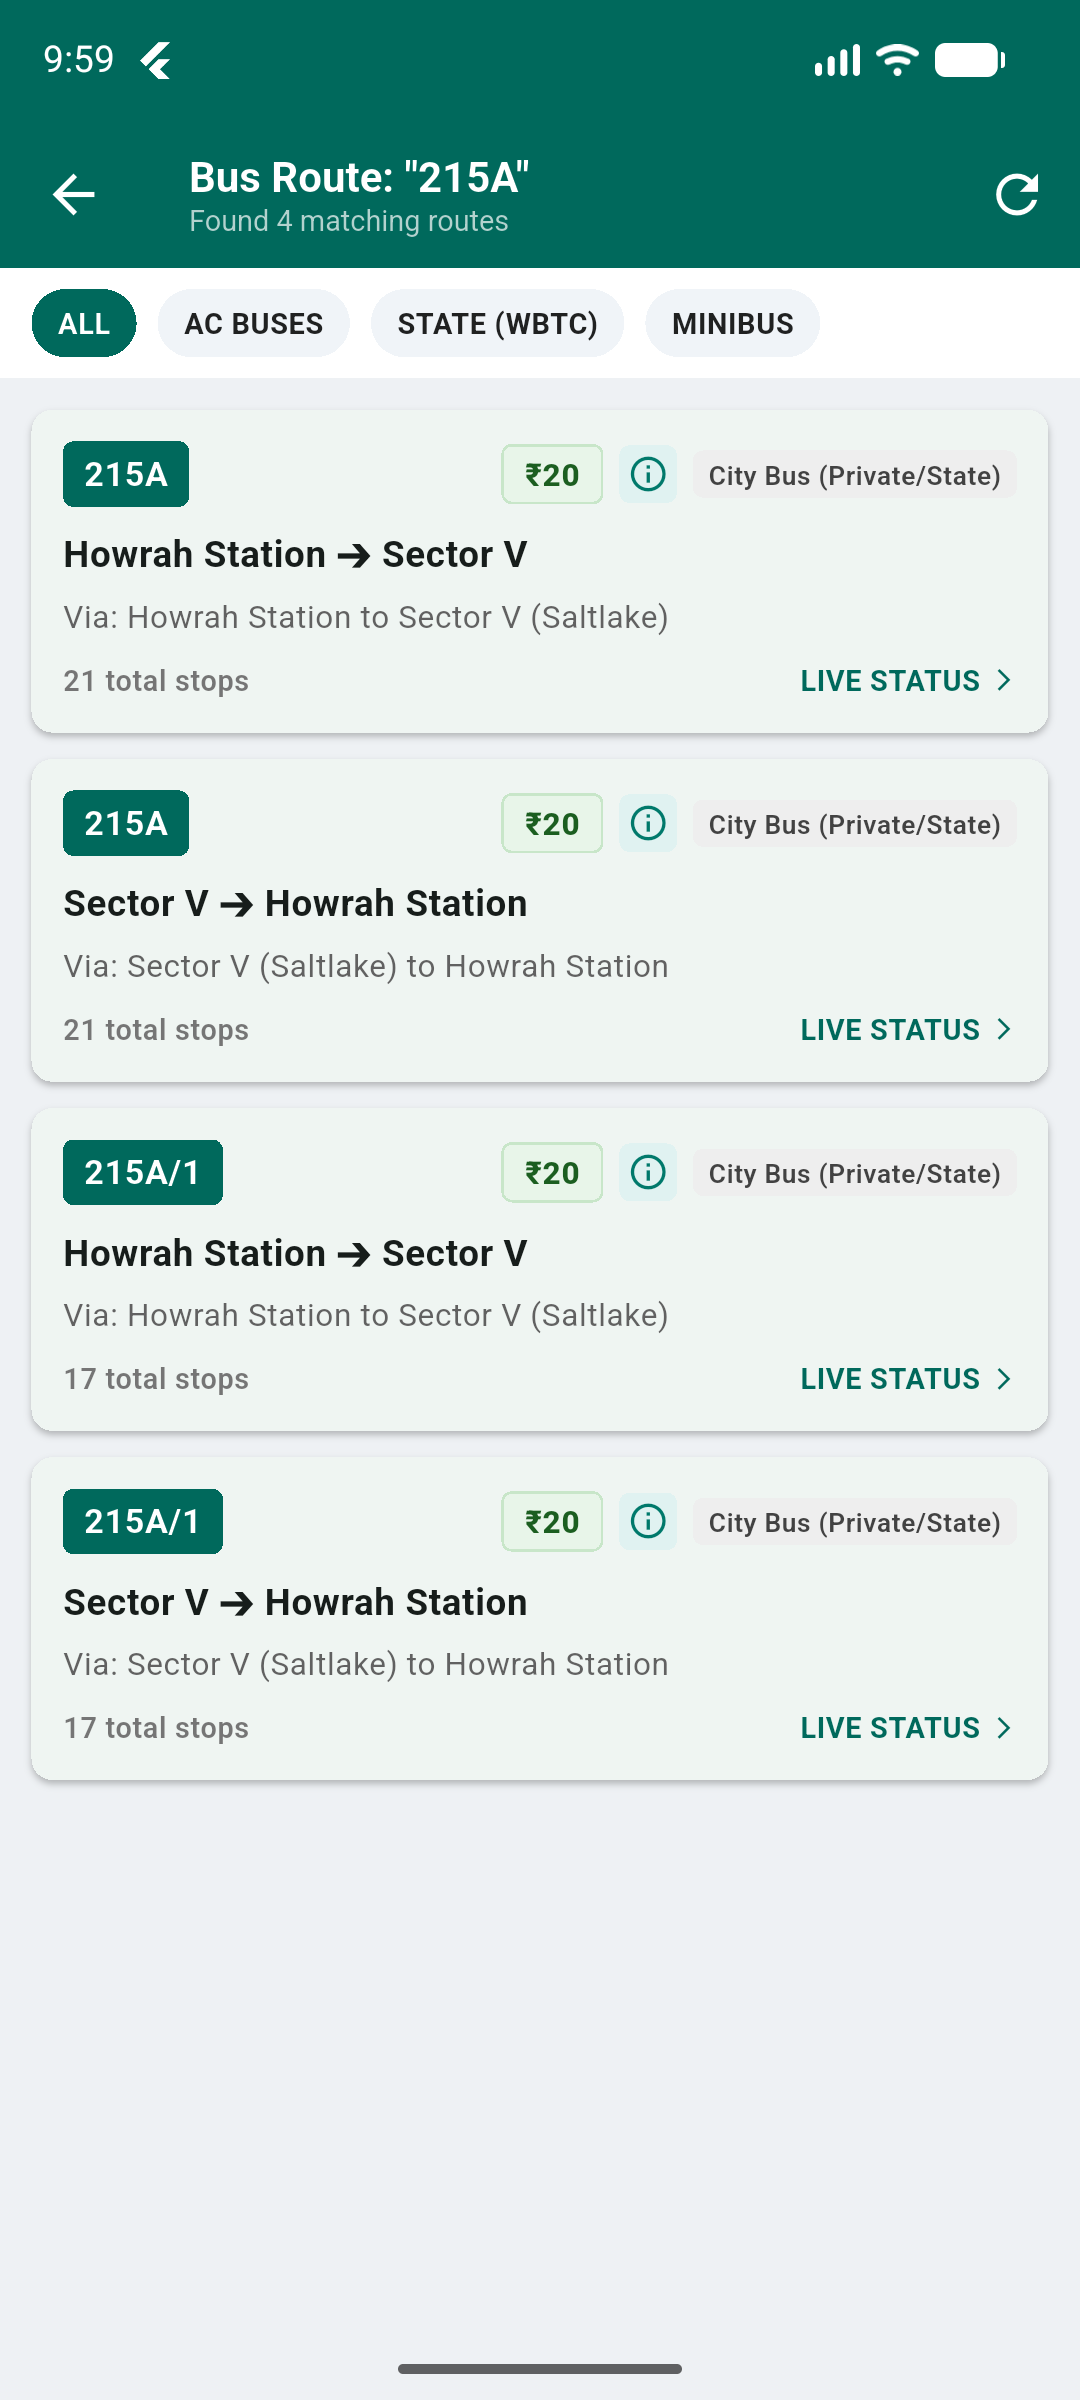 9:59
Bus Route: "215A"
Found 4 matching routes
ALL
AC BUSES
STATE (WBTC)
MINIBUS
215A
₹20
City Bus (Private/State)
Howrah Station ➔ Sector V
Via: Howrah Station to Sector V (Saltlake)
21 total stops
LIVE STATUS
215A
₹20
City Bus (Private/State)
Sector V ➔ Howrah Station
Via: Sector V (Saltlake) to Howrah Station
21 total stops
LIVE STATUS
215A/1
₹20
City Bus (Private/State)
Howrah Station ➔ Sector V
Via: Howrah Station to Sector V (Saltlake)
17 total stops
LIVE STATUS
215A/1
₹20
City Bus (Private/State)
Sector V ➔ Howrah Station
Via: Sector V (Saltlake) to Howrah Station
17 total stops
LIVE STATUS